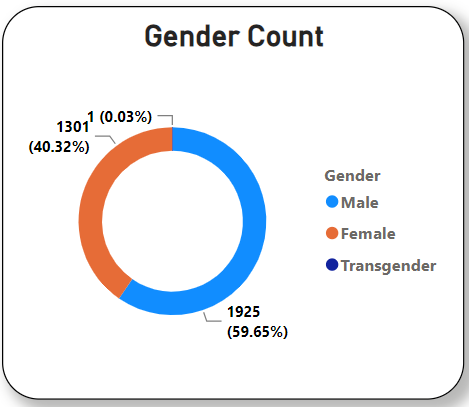 Gender Count
1 (0.03%)
1301
(40.32%)
Gender
Male
Female
Transgender
1925
(59.65%)